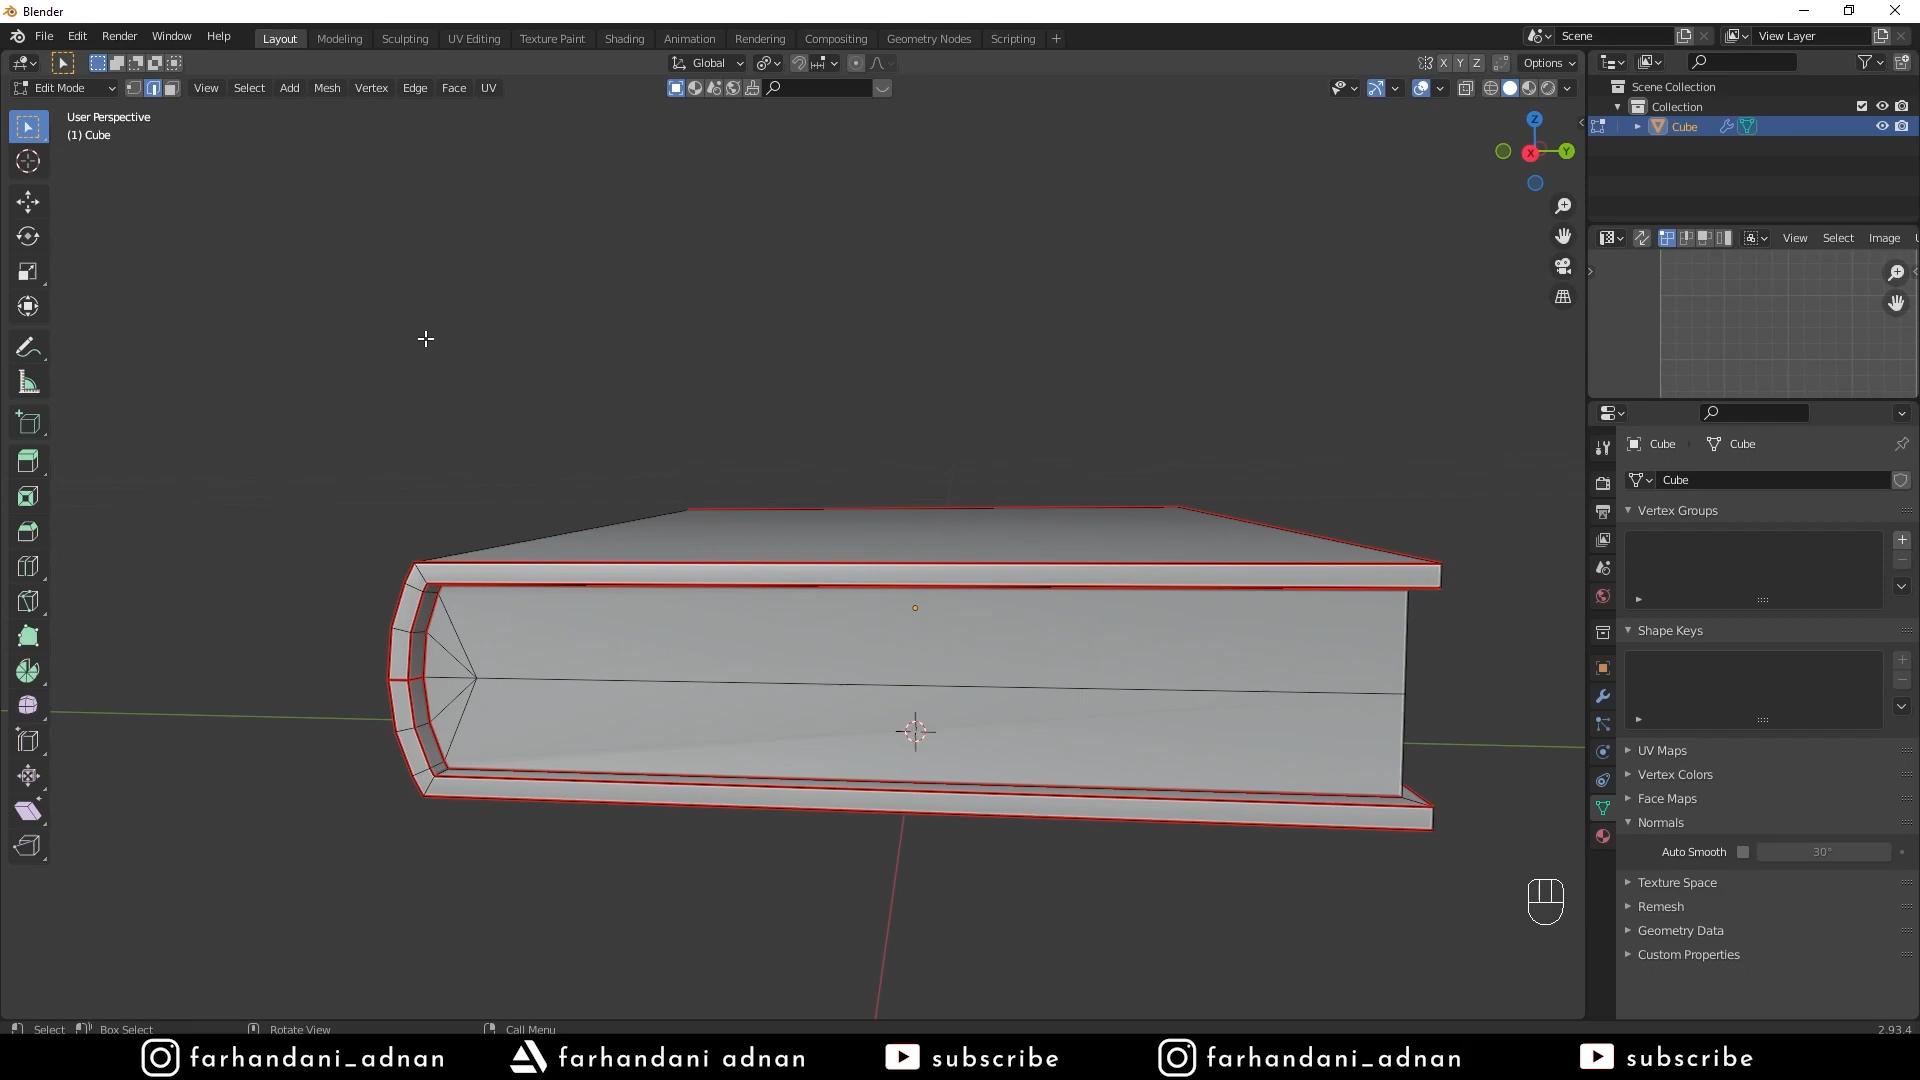 Blender
File Edit Render Window Help
Layout Modeling Sculpting UV Editing Texture Paint Shading Animation Rendering Compositing Geometry Nodes Scripting +
Scene
View Layer
Global
X Y Z
Options
Edit Mode
View Select Add Mesh Vertex Edge Face UV
User Perspective
(1) Cube
Z
X
Y
Scene Collection
Collection
Cube
View Select Image
Cube
Cube
Cube
Vertex Groups
Shape Keys
UV Maps
Vertex Colors
Face Maps
Normals
Auto Smooth
30°
Texture Space
Remesh
Geometry Data
Custom Properties
Select
Box Select
Rotate View
Call Menu
2.93.4
farhandani_adnan
farhandani adnan
subscribe
farhandani_adnan
subscribe